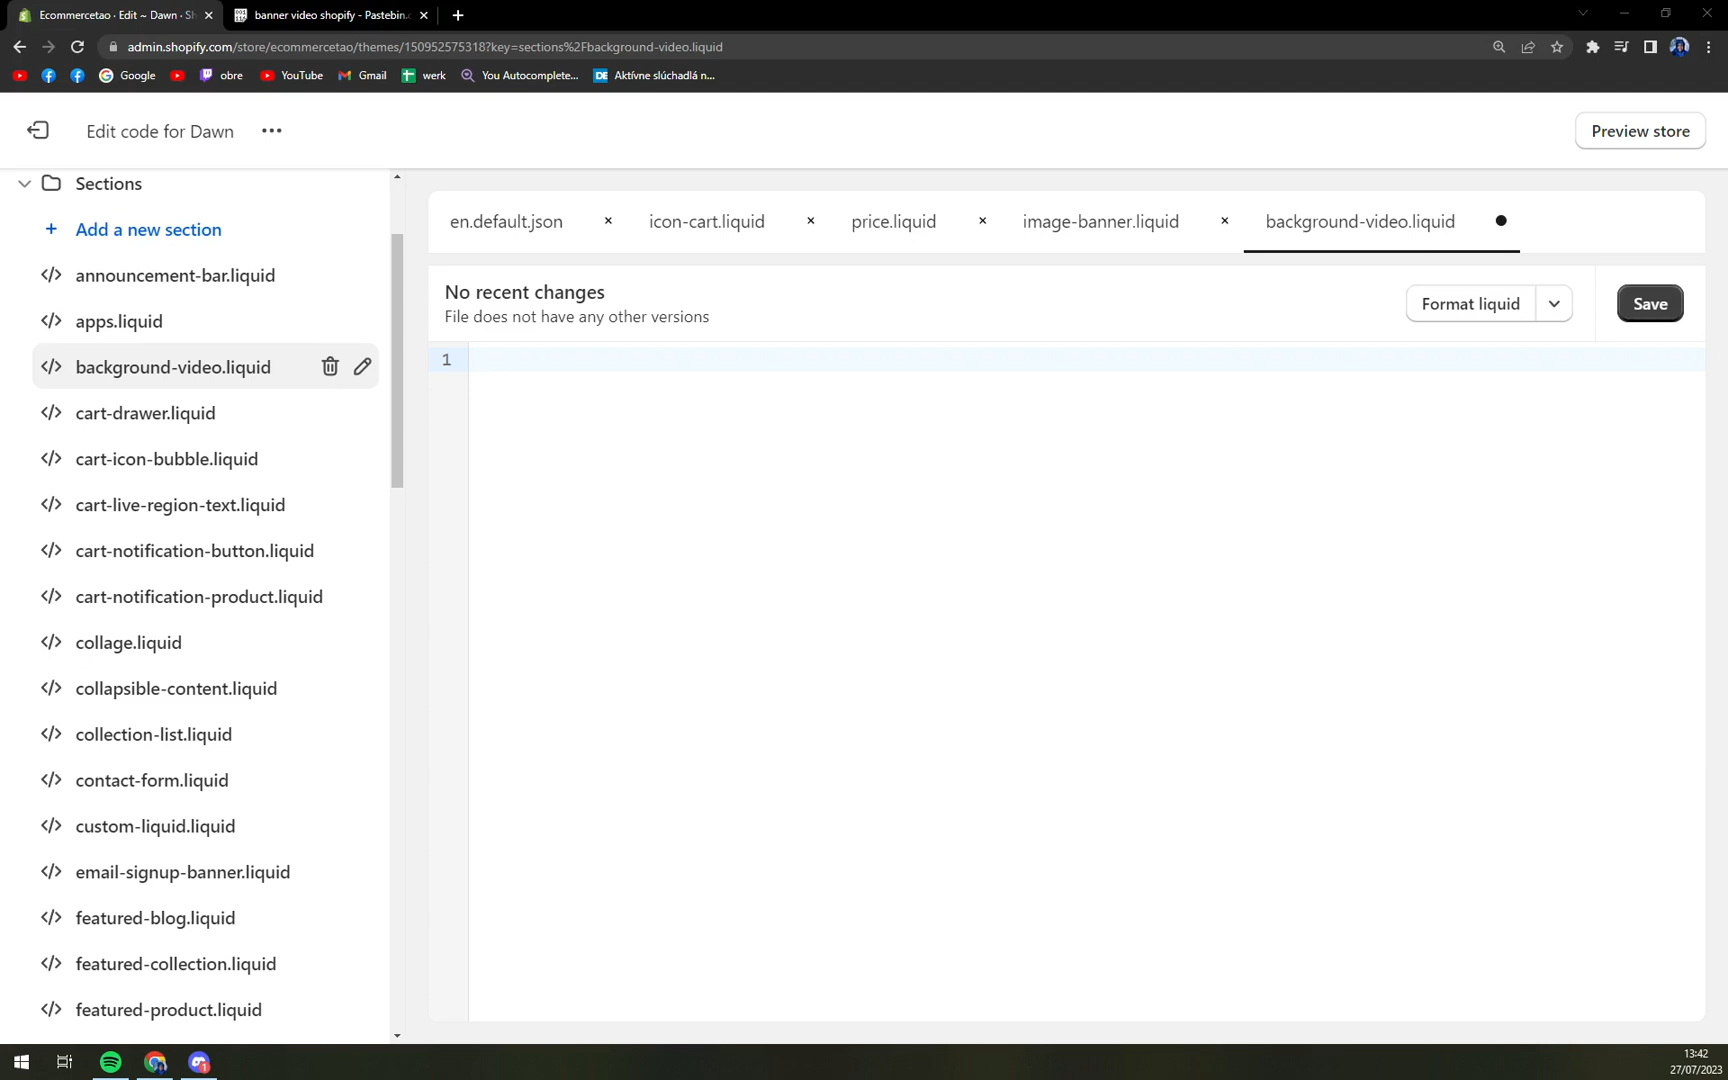 Ecommercetao · Edit ~ Dawn · Sh
banner video shopify - Pastebin.c
admin.shopify.com/store/ecommercetao/themes/150952575318?key=sections%2Fbackground-video.liquid
Google
obre
YouTube
Gmail
werk
You Autocomplete...
DE
Aktívne slúchadlá n...
Edit code for Dawn
Preview store
Sections
+ Add a new section
</> announcement-bar.liquid
</> apps.liquid
</> background-video.liquid
</> cart-drawer.liquid
</> cart-icon-bubble.liquid
</> cart-live-region-text.liquid
</> cart-notification-button.liquid
</> cart-notification-product.liquid
</> collage.liquid
</> collapsible-content.liquid
</> collection-list.liquid
</> contact-form.liquid
</> custom-liquid.liquid
</> email-signup-banner.liquid
</> featured-blog.liquid
</> featured-collection.liquid
</> featured-product.liquid
en.default.json
icon-cart.liquid
price.liquid
image-banner.liquid
background-video.liquid
No recent changes
File does not have any other versions
Format liquid
Save
1
13:42
27/07/2023